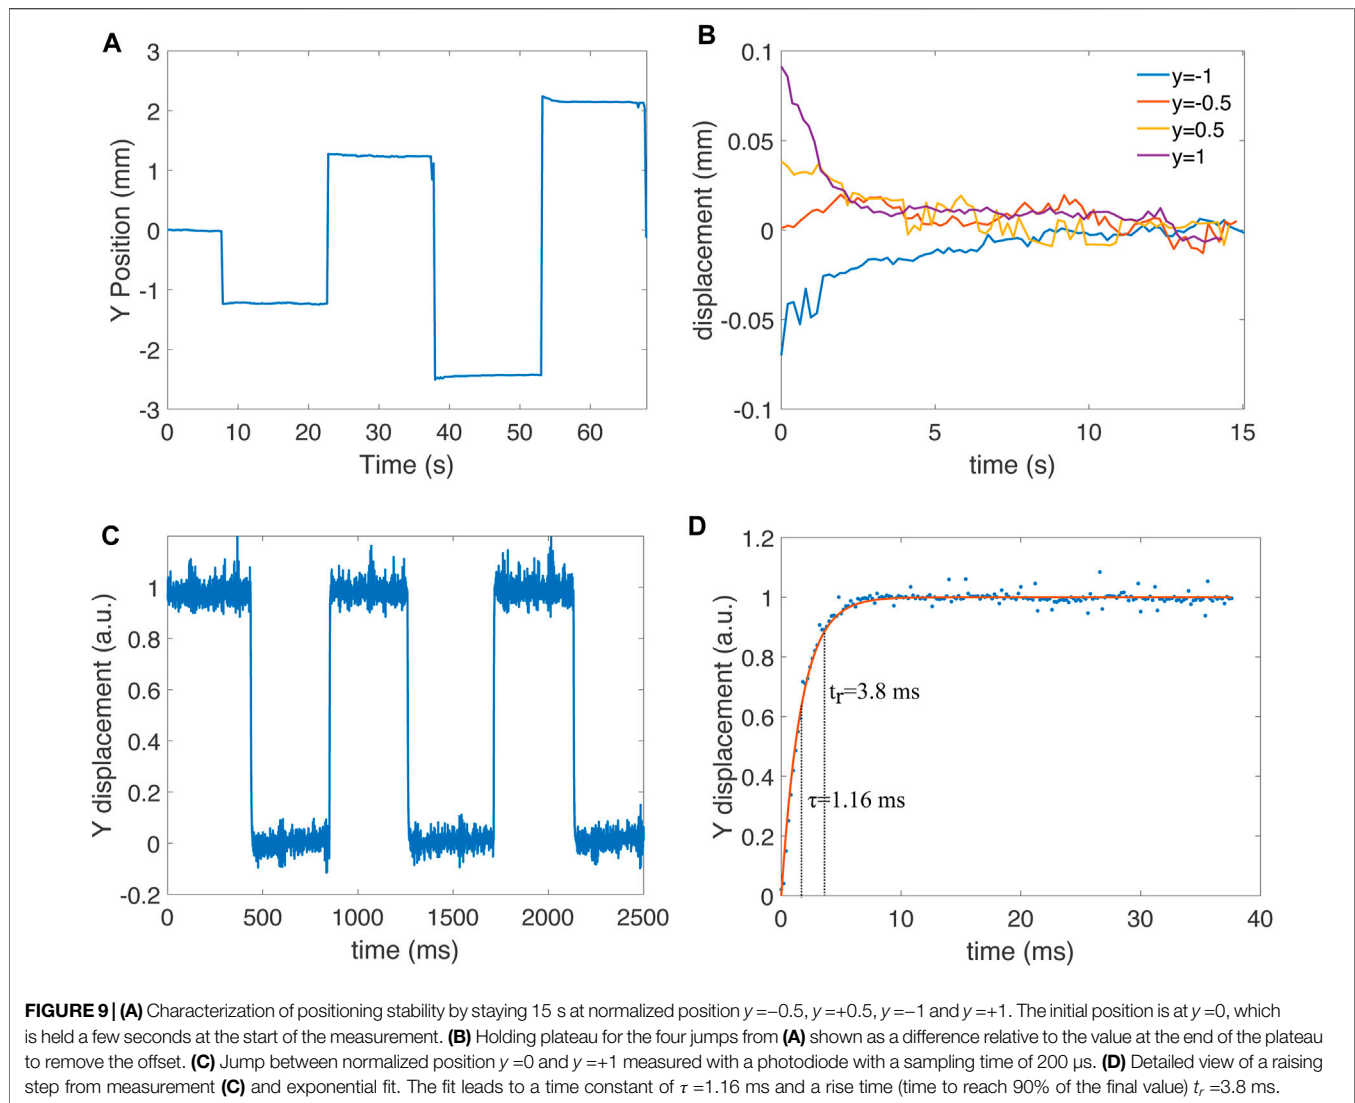 A
3
2
1
0
-1
-2
-3
Y Position (mm)
0 10 20 30 40 50 60
Time (s)
B
0.1
0.05
0
-0.05
-0.1
displacement (mm)
y=-1
y=-0.5
y=0.5
y=1
0 5 10 15
time (s)
C
1
0.8
0.6
0.4
0.2
0
-0.2
Y displacement (a.u.)
0 500 1000 1500 2000 2500
time (ms)
D
1.2
1
0.8
0.6
0.4
0.2
0
Y displacement (a.u.)
tr=3.8 ms
τ=1.16 ms
0 10 20 30 40
time (ms)
FIGURE 9 | (A) Characterization of positioning stability by staying 15 s at normalized position y =−0.5, y =+0.5, y =−1 and y =+1. The initial position is at y =0, which
is held a few seconds at the start of the measurement. (B) Holding plateau for the four jumps from (A) shown as a difference relative to the value at the end of the plateau
to remove the offset. (C) Jump between normalized position y =0 and y =+1 measured with a photodiode with a sampling time of 200 µs. (D) Detailed view of a raising
step from measurement (C) and exponential fit. The fit leads to a time constant of τ =1.16 ms and a rise time (time to reach 90% of the final value) tr =3.8 ms.